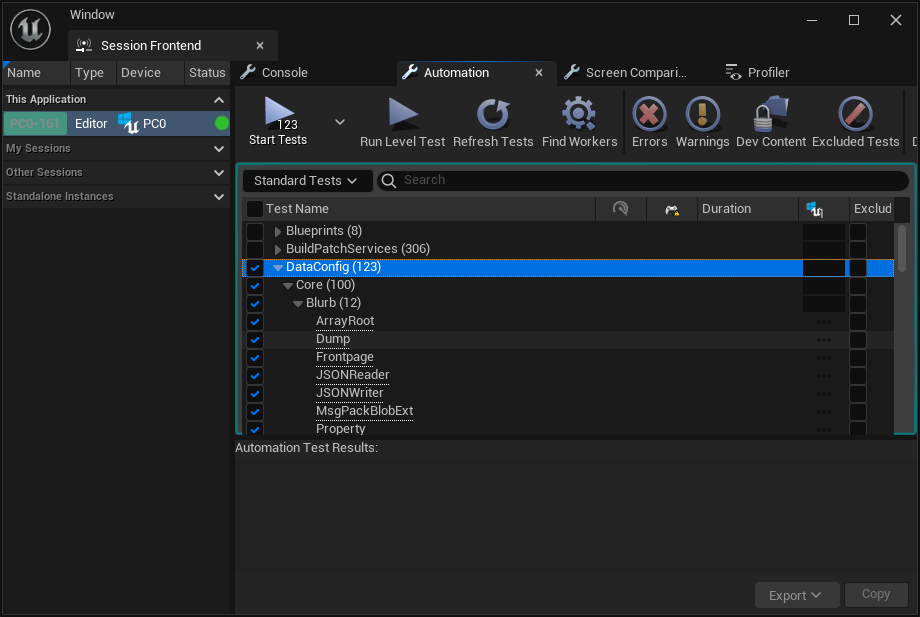 Window
Session Frontend
Name Type Device Status
Console Automation Screen Compari... Profiler
This Application
PC0-161 Editor PC0
My Sessions
Other Sessions
Standalone Instances
123
Start Tests Run Level Test Refresh Tests Find Workers Errors Warnings Dev Content Excluded Tests
Standard Tests Search
Test Name Duration Exclud
Blueprints (8)
BuildPatchServices (306)
DataConfig (123)
Core (100)
Blurb (12)
ArrayRoot
Dump
Frontpage
JSONReader
JSONWriter
MsgPackBlobExt
Property
Automation Test Results:
Export Copy